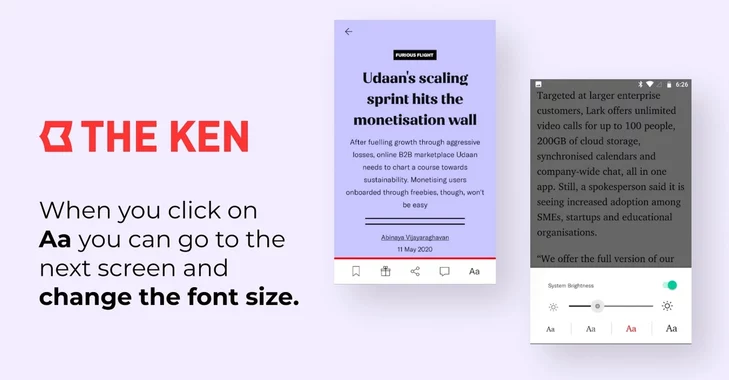 THE KEN
When you click on
Aa you can go to the
next screen and
change the font size.
FURIOUS FLIGHT
Udaan's scaling
sprint hits the
monetisation wall
After fuelling growth through aggressive
losses, online B2B marketplace Udaan
needs to chart a course towards
sustainability. Monetising users
onboarded through freebies, though, won't
be easy
Abinaya Vijayaraghavan
11 May 2020
Aa
6:26
Targeted at larger enterprise
customers, Lark offers unlimited
video calls for up to 100 people,
200GB of cloud storage,
synchronised calendars and
company-wide chat, all in one
app. Still, a spokesperson said it is
seeing increased adoption among
SMEs, startups and educational
organisations.
“We offer the full version of our
System Brightness
Aa Aa Aa Aa